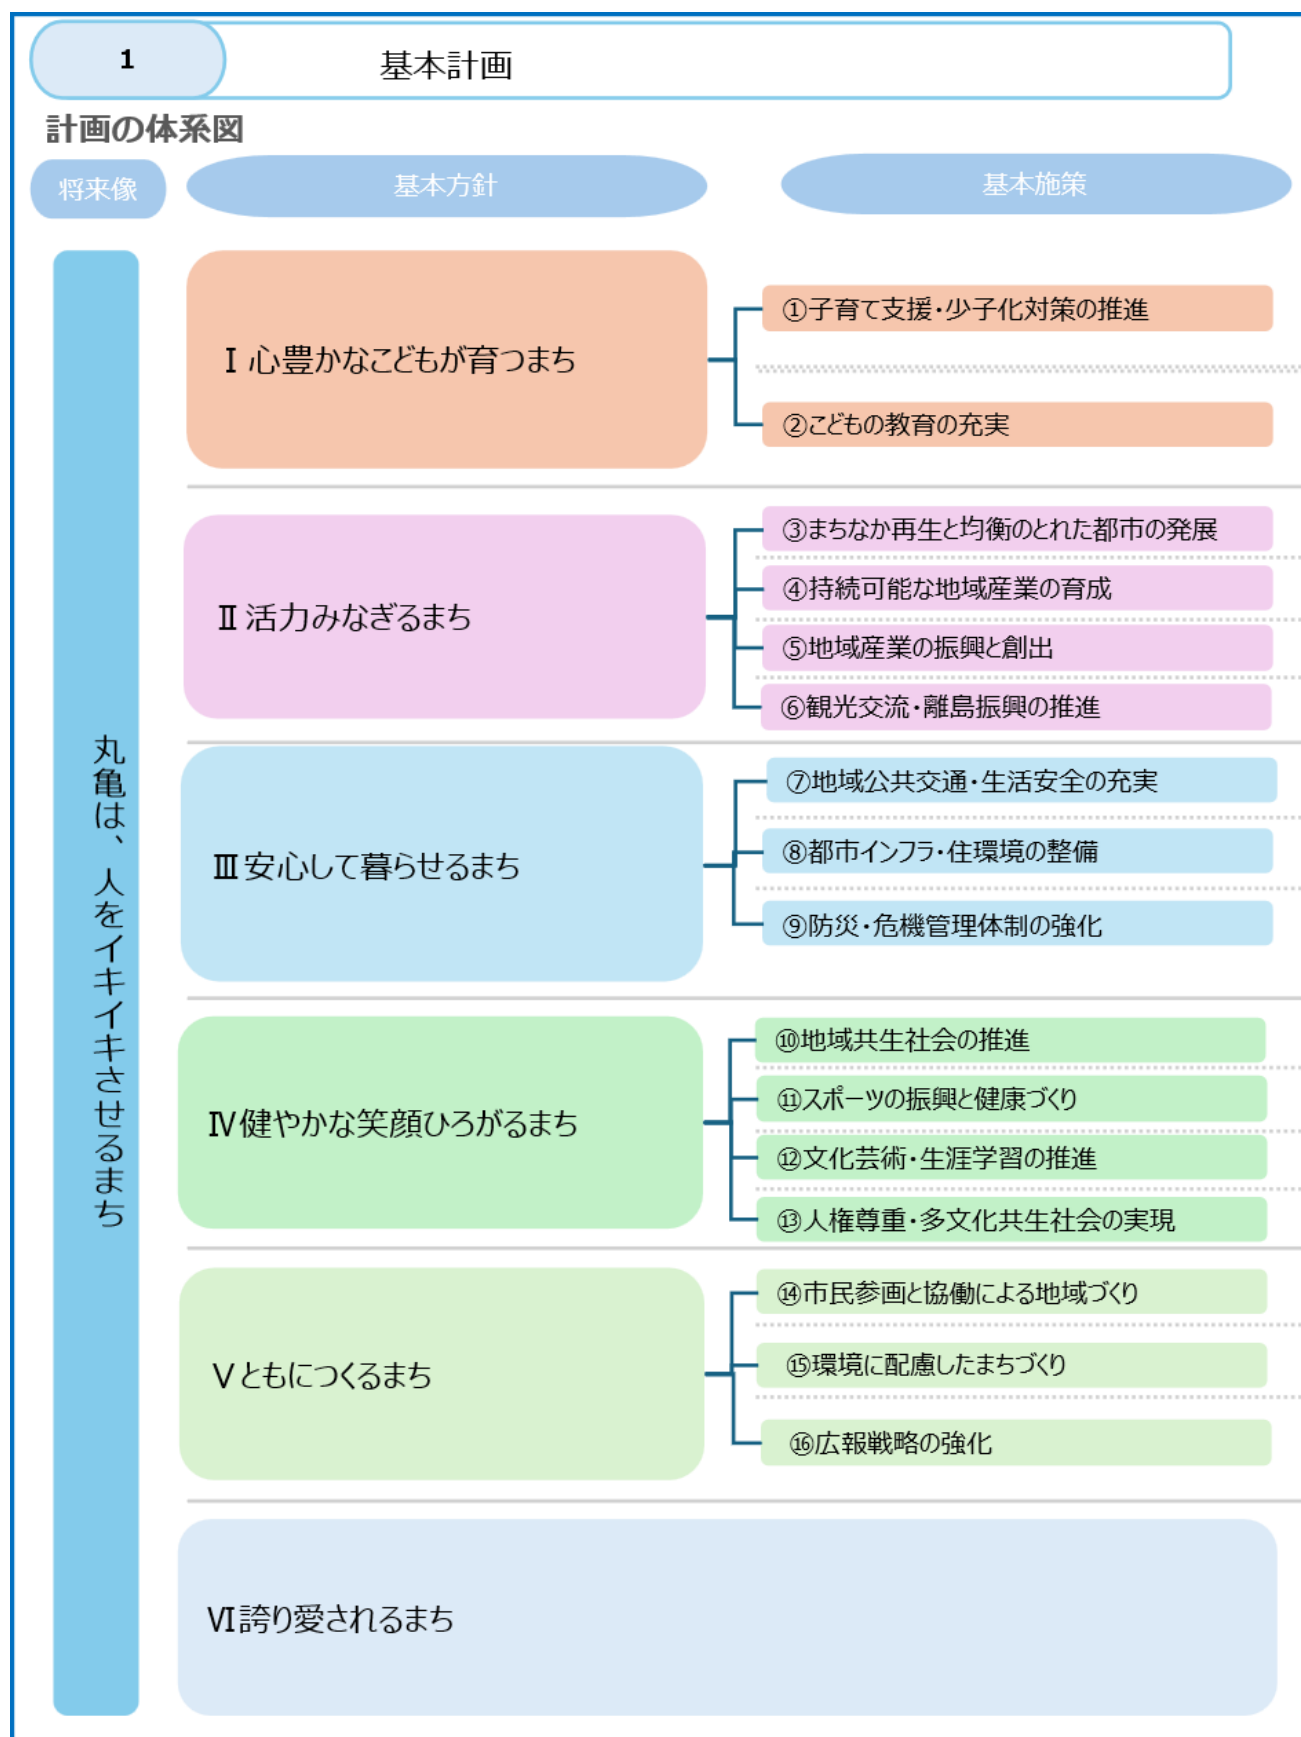 1
基本計画
計画の体系図
将来像
基本方針
基本施策
丸亀は、人をイキイキさせるまち
Ⅰ 心豊かなこどもが育つまち
①子育て支援・少子化対策の推進
②こどもの教育の充実
Ⅱ 活力みなぎるまち
③まちなか再生と均衡のとれた都市の発展
④持続可能な地域産業の育成
⑤地域産業の振興と創出
⑥観光交流・離島振興の推進
Ⅲ 安心して暮らせるまち
⑦地域公共交通・生活安全の充実
⑧都市インフラ・住環境の整備
⑨防災・危機管理体制の強化
Ⅳ 健やかな笑顔ひろがるまち
⑩地域共生社会の推進
⑪スポーツの振興と健康づくり
⑫文化芸術・生涯学習の推進
⑬人権尊重・多文化共生社会の実現
Ⅴ ともにつくるまち
⑭市民参画と協働による地域づくり
⑮環境に配慮したまちづくり
⑯広報戦略の強化
Ⅵ 誇り愛されるまち